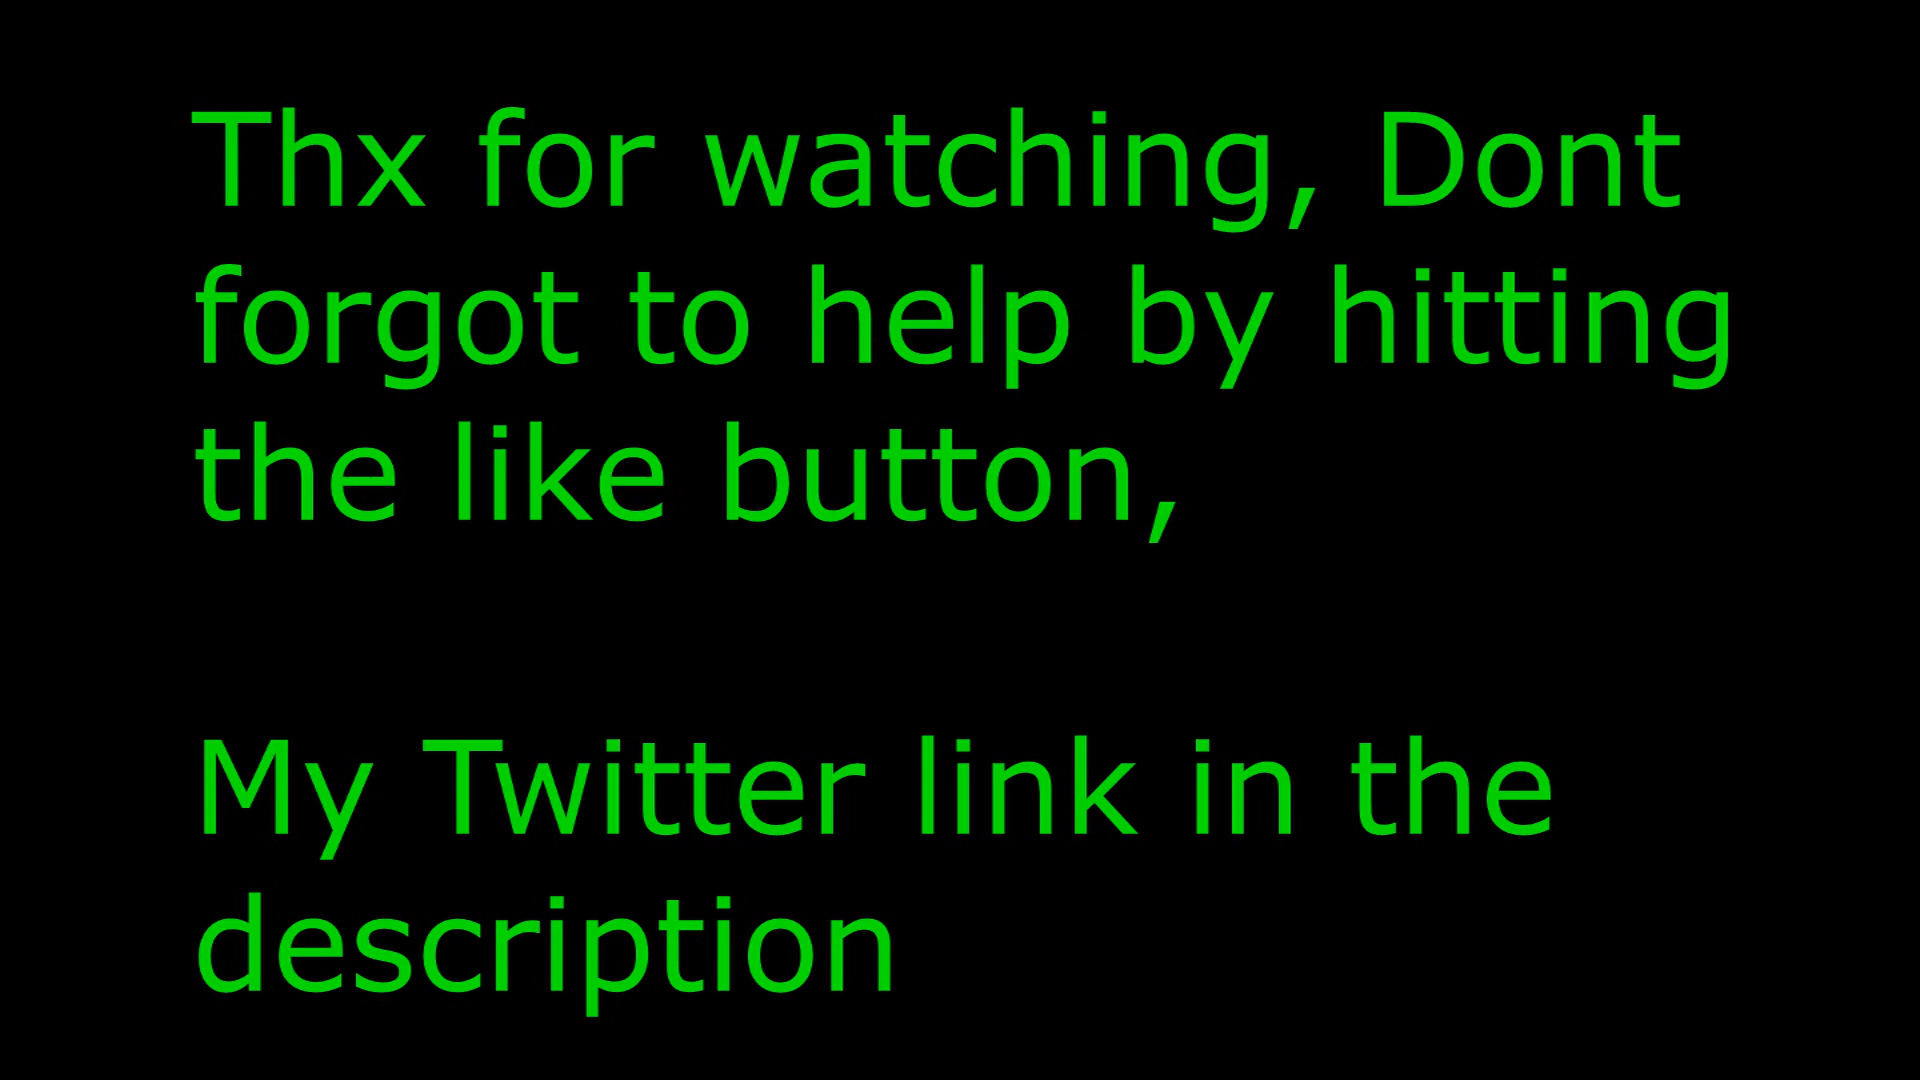 Thx for watching, Dont
forgot to help by hitting
the like button,
My Twitter link in the
description